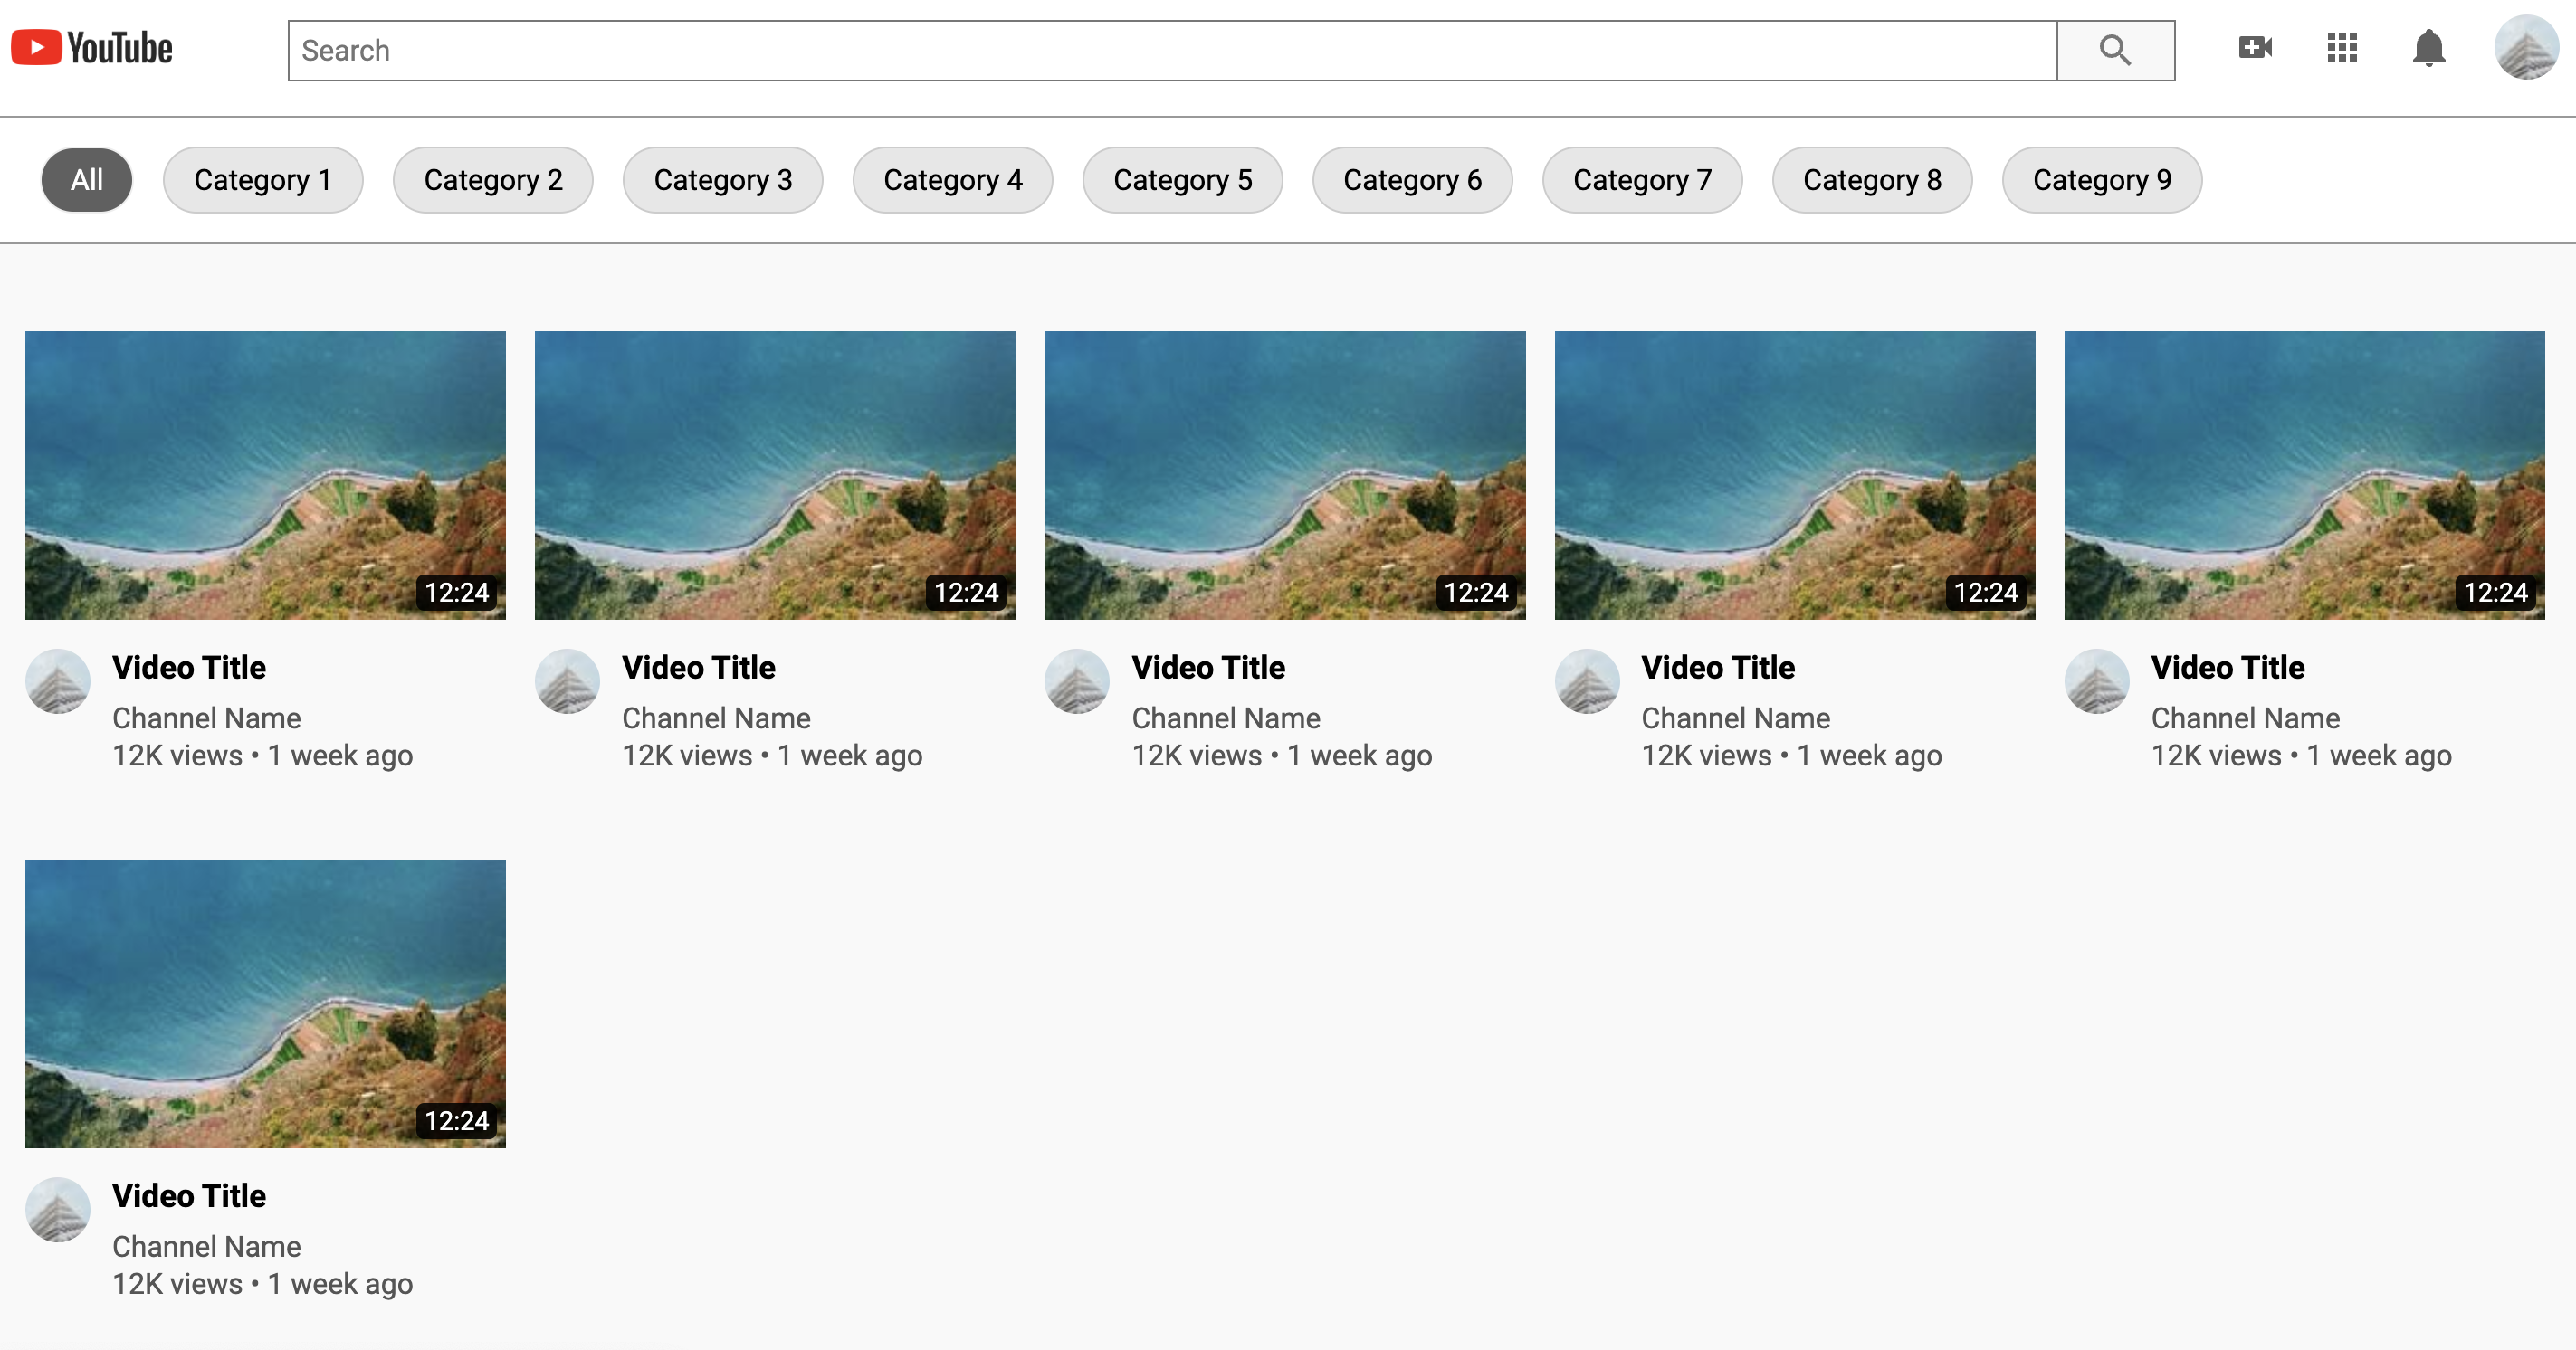 YouTube
Search
All
Category 1
Category 2
Category 3
Category 4
Category 5
Category 6
Category 7
Category 8
Category 9
12:24
Video Title
Channel Name
12K views • 1 week ago
12:24
Video Title
Channel Name
12K views • 1 week ago
12:24
Video Title
Channel Name
12K views • 1 week ago
12:24
Video Title
Channel Name
12K views • 1 week ago
12:24
Video Title
Channel Name
12K views • 1 week ago
12:24
Video Title
Channel Name
12K views • 1 week ago